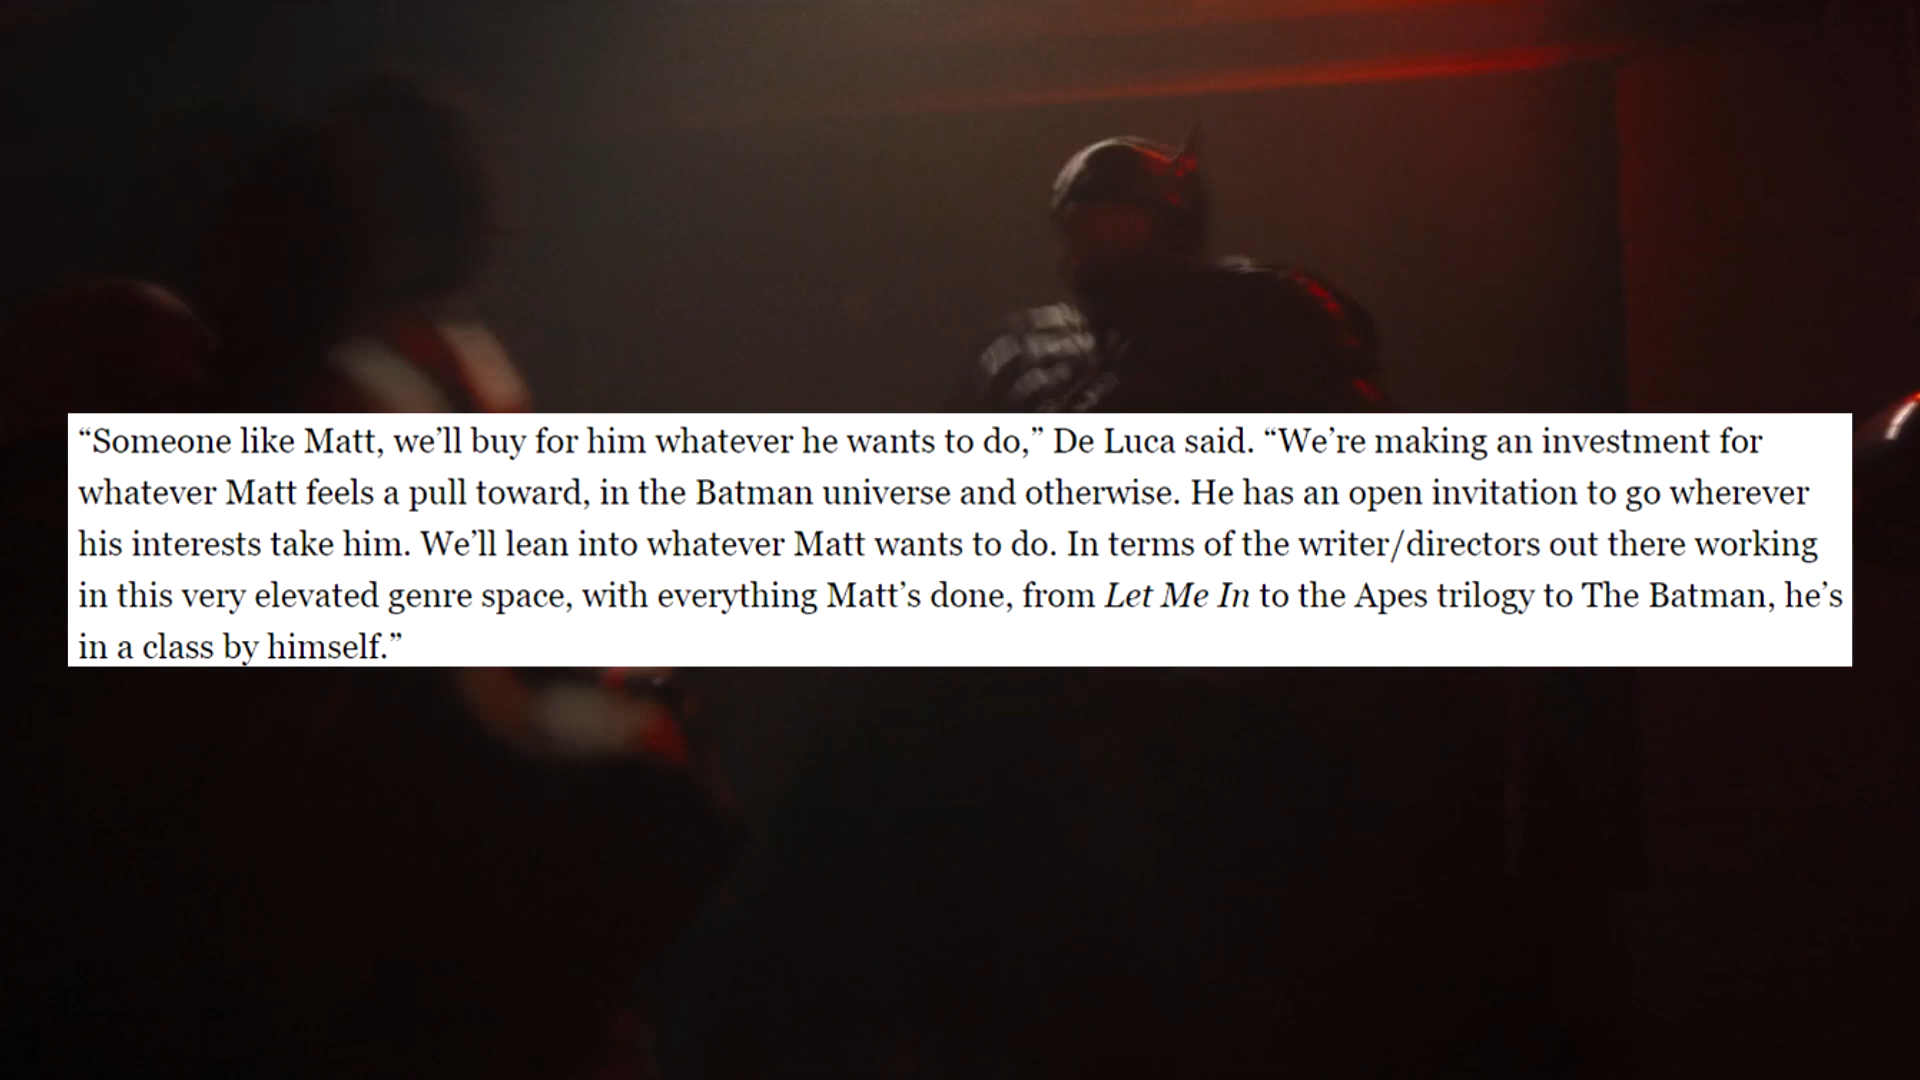 “Someone like Matt, we’ll buy for him whatever he wants to do,” De Luca said. “We’re making an investment for
whatever Matt feels a pull toward, in the Batman universe and otherwise. He has an open invitation to go wherever
his interests take him. We’ll lean into whatever Matt wants to do. In terms of the writer/directors out there working
in this very elevated genre space, with everything Matt’s done, from Let Me In to the Apes trilogy to The Batman, he’s
in a class by himself.”